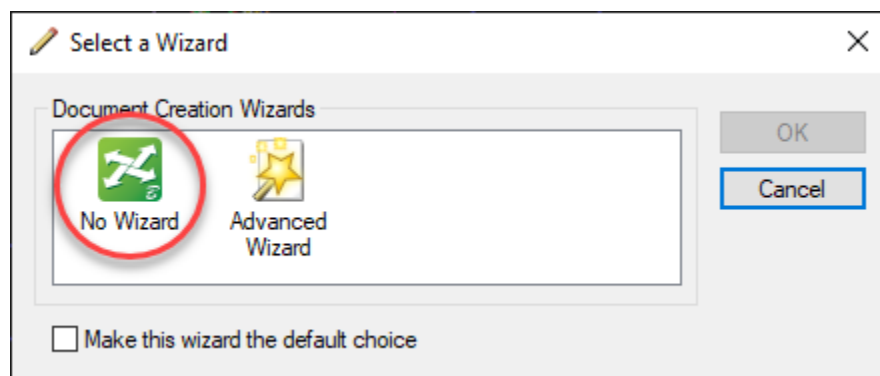 Select a Wizard
Document Creation Wizards
OK
No Wizard
Advanced
Wizard
Cancel
Make this wizard the default choice